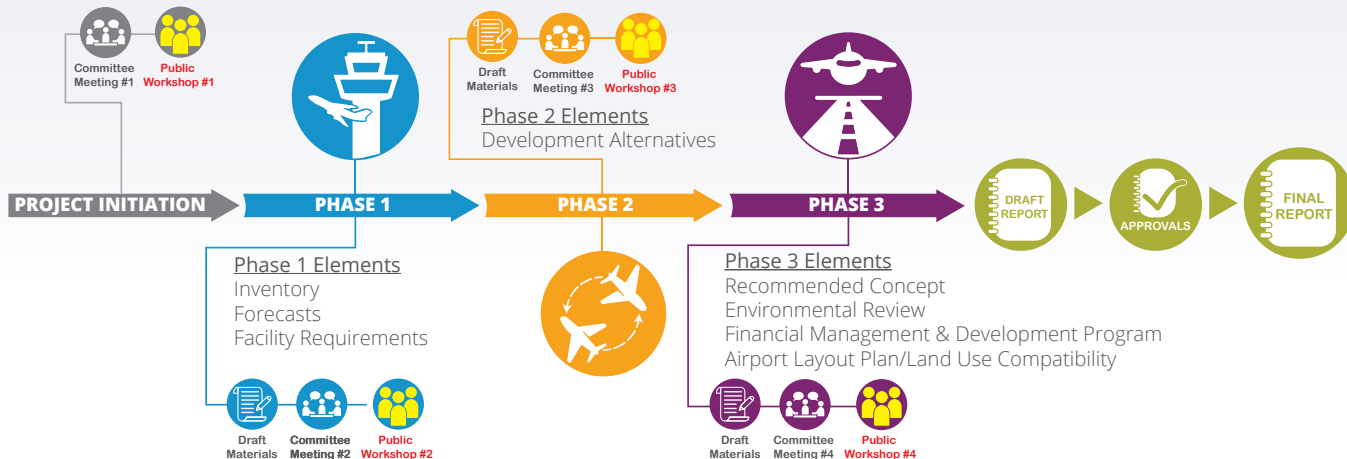 Committee
Meeting #1
Public
Workshop #1
Draft
Materials
Committee
Meeting #3
Public
Workshop #3
Phase 2 Elements
Development Alternatives
PROJECT INITIATION
PHASE 1
PHASE 2
PHASE 3
DRAFT
REPORT
APPROVALS
FINAL
REPORT
Phase 1 Elements
Inventory
Forecasts
Facility Requirements
Draft
Materials
Committee
Meeting #2
Public
Workshop #2
Phase 3 Elements
Recommended Concept
Environmental Review
Financial Management & Development Program
Airport Layout Plan/Land Use Compatibility
Draft
Materials
Committee
Meeting #4
Public
Workshop #4